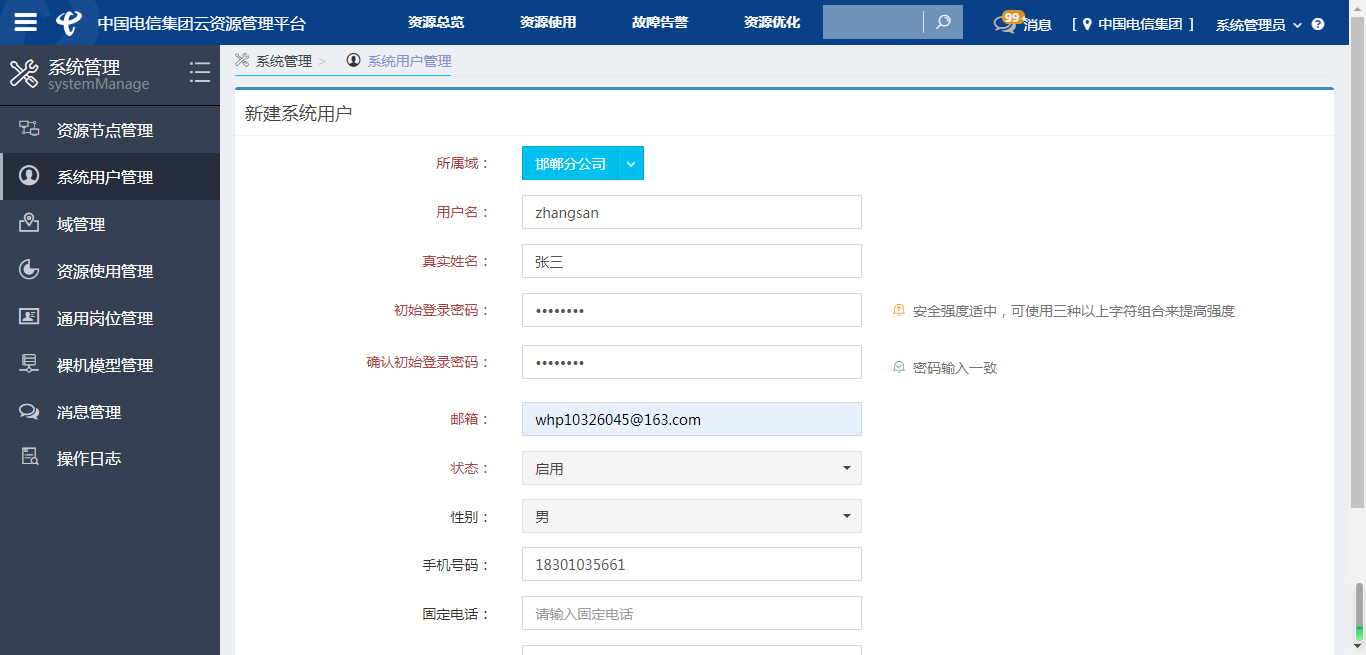 中国电信集团云资源管理平台 资源总览 资源使用 故障告警 资源优化 99 消息 [ 中国电信集团 ] 系统管理员 ?
系统管理
systemManage
资源节点管理
系统用户管理
域管理
资源使用管理
通用岗位管理
裸机模型管理
消息管理
操作日志
系统管理 > 系统用户管理
新建系统用户
所属域： 邯郸分公司
用户名： zhangsan
真实姓名： 张三
初始登录密码： •••••••• 安全强度适中，可使用三种以上字符组合来提高强度
确认初始登录密码： •••••••• 密码输入一致
邮箱： whp10326045@163.com
状态： 启用
性别： 男
手机号码： 18301035661
固定电话： 请输入固定电话